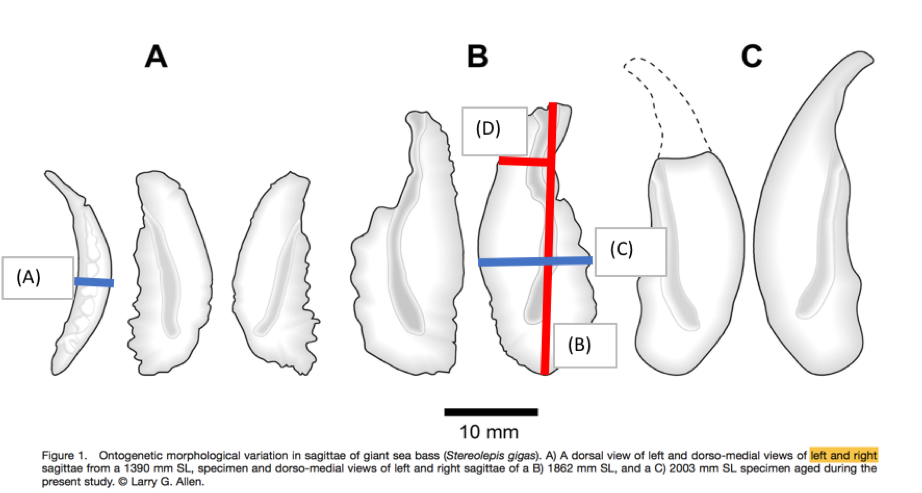 A B C
(D)
(A)
(C)
(B)
10 mm
Figure 1. Ontogenetic morphological variation in sagittae of giant sea bass (Stereolepis gigas). A) A dorsal view of left and dorso-medial views of left and right
sagittae from a 1390 mm SL, specimen and dorso-medial views of left and right sagittae of a B) 1862 mm SL, and a C) 2003 mm SL specimen aged during the
present study. © Larry G. Allen.